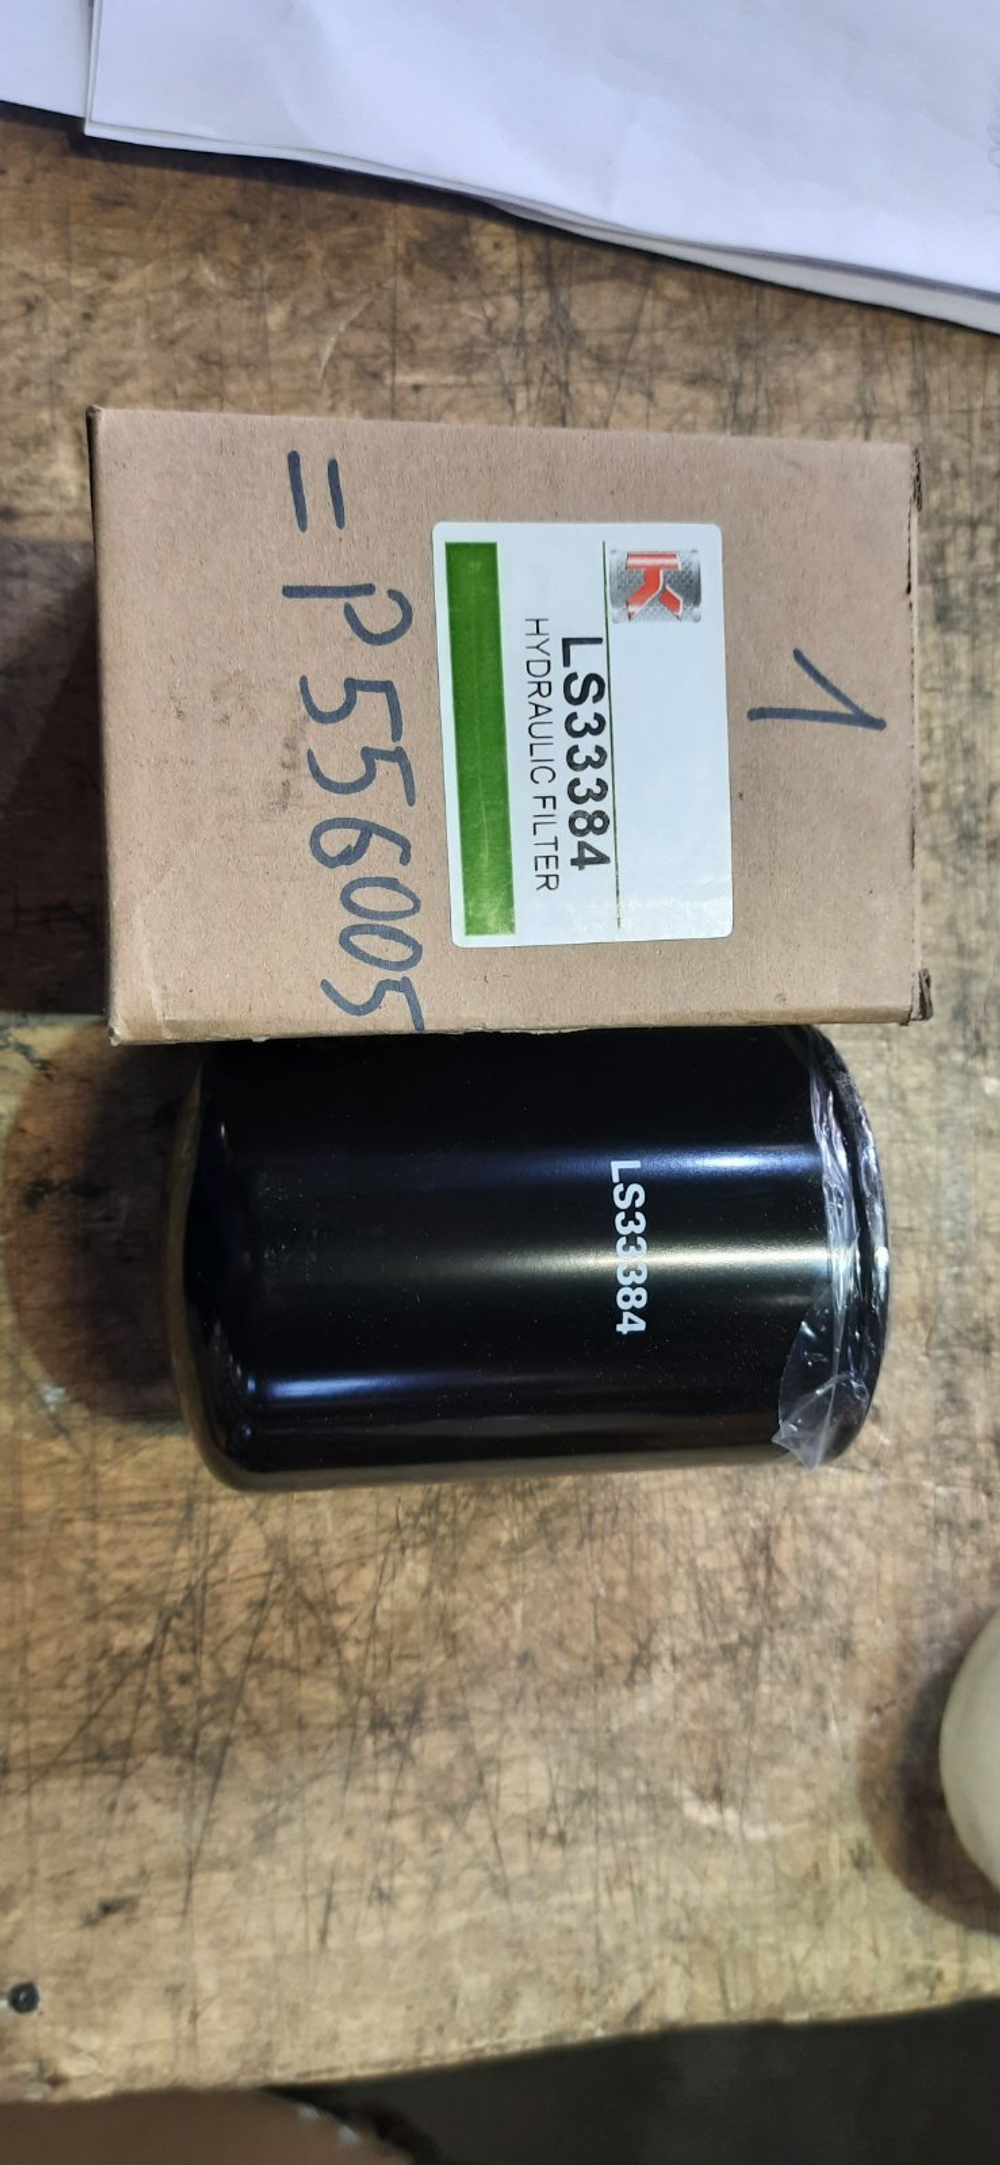 1
K
LS33384
HYDRAULIC FILTER
= P556005
LS33384